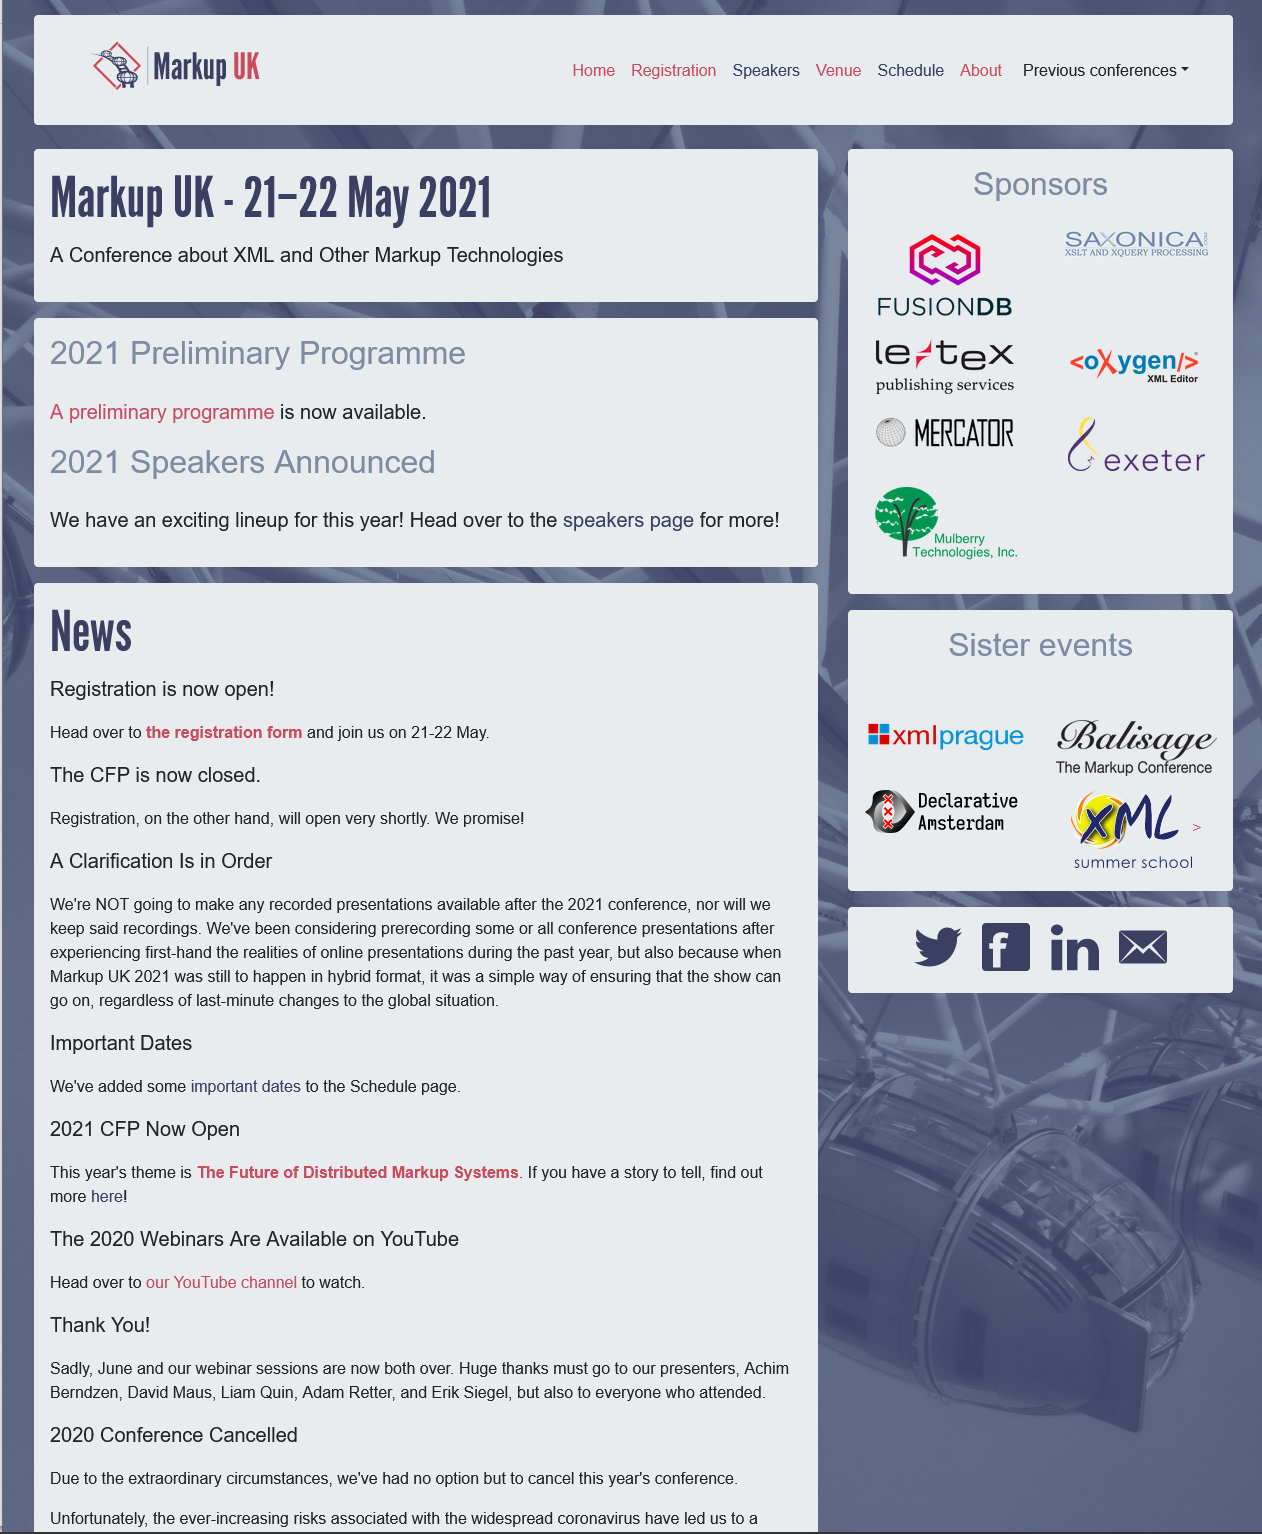 Markup UK
Home Registration Speakers Venue Schedule About Previous conferences
Markup UK - 21–22 May 2021
A Conference about XML and Other Markup Technologies
2021 Preliminary Programme
A preliminary programme is now available.
2021 Speakers Announced
We have an exciting lineup for this year! Head over to the speakers page for more!
News
Registration is now open!
Head over to the registration form and join us on 21-22 May.
The CFP is now closed.
Registration, on the other hand, will open very shortly. We promise!
A Clarification Is in Order
We're NOT going to make any recorded presentations available after the 2021 conference, nor will we
keep said recordings. We've been considering prerecording some or all conference presentations after
experiencing first-hand the realities of online presentations during the past year, but also because when
Markup UK 2021 was still to happen in hybrid format, it was a simple way of ensuring that the show can
go on, regardless of last-minute changes to the global situation.
Important Dates
We've added some important dates to the Schedule page.
2021 CFP Now Open
This year's theme is The Future of Distributed Markup Systems. If you have a story to tell, find out
more here!
The 2020 Webinars Are Available on YouTube
Head over to our YouTube channel to watch.
Thank You!
Sadly, June and our webinar sessions are now both over. Huge thanks must go to our presenters, Achim
Berndzen, David Maus, Liam Quin, Adam Retter, and Erik Siegel, but also to everyone who attended.
2020 Conference Cancelled
Due to the extraordinary circumstances, we've had no option but to cancel this year's conference.
Unfortunately, the ever-increasing risks associated with the widespread coronavirus have led us to a
Sponsors
FUSIONDB
SAXONICA.COM
XSLT AND XQUERY PROCESSING
le-tex
publishing services
<oXygen/>®
XML Editor
MERCATOR
exeter
Mulberry
Technologies, Inc.
Sister events
xmlprague
Balisage
The Markup Conference
Declarative
Amsterdam
XML
>
summer school